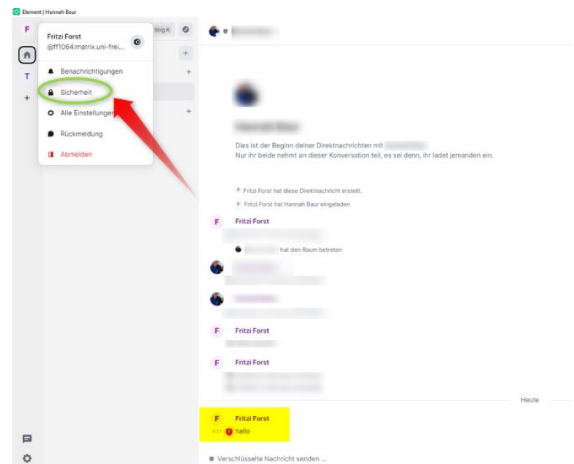 Element | Hannah Baur
F
Fritzi Forst
@ff1064:matrix.uni-frei...
Benachrichtigungen
Sicherheit
Alle Einstellungen
Rückmeldung
Abmelden
T
Dies ist der Beginn deiner Direktnachrichten mit
Nur ihr beide nehmt an dieser Konversation teil, es sei denn, ihr ladet jemanden ein.
F Fritzi Forst hat diese Direktnachricht erstellt.
F Fritzi Forst hat Hannah Baur eingeladen
F Fritzi Forst
hat den Raum betreten
F Fritzi Forst
F Fritzi Forst
Heute
F Fritzi Forst
hallo
Verschlüsselte Nachricht senden ...